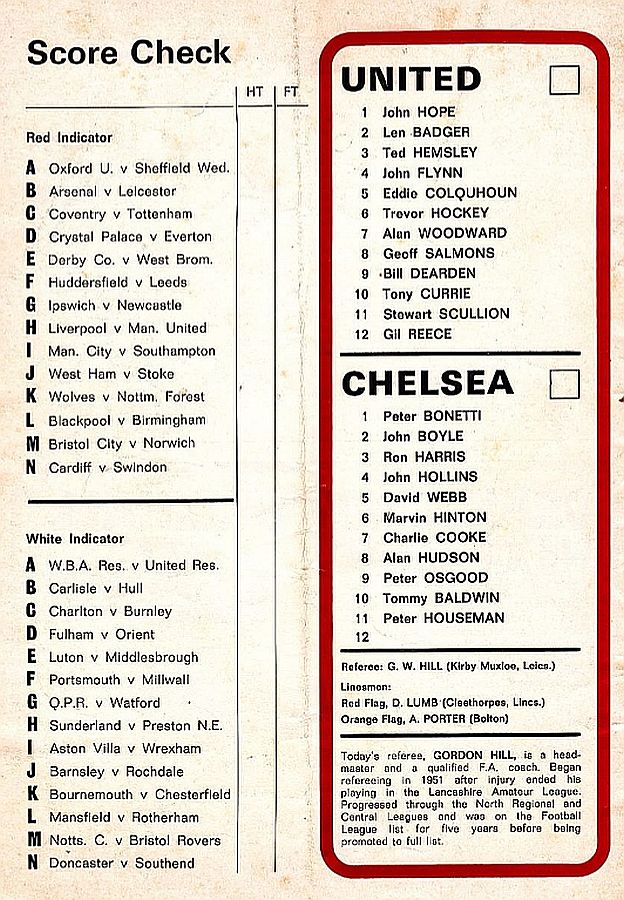 Score Check
HT FT
Red Indicator
A Oxford U. v Sheffield Wed.
B Arsenal v Leicester
C Coventry v Tottenham
D Crystal Palace v Everton
E Derby Co. v West Brom.
F Huddersfield v Leeds
G Ipswich v Newcastle
H Liverpool v Man. United
I Man. City v Southampton
J West Ham v Stoke
K Wolves v Nottm. Forest
L Blackpool v Birmingham
M Bristol City v Norwich
N Cardiff v Swindon
White Indicator
A W.B.A. Res. v United Res.
B Carlisle v Hull
C Charlton v Burnley
D Fulham v Orient
E Luton v Middlesbrough
F Portsmouth v Millwall
G Q.P.R. v Watford
H Sunderland v Preston N.E.
I Aston Villa v Wrexham
J Barnsley v Rochdale
K Bournemouth v Chesterfield
L Mansfield v Rotherham
M Notts. C. v Bristol Rovers
N Doncaster v Southend
UNITED
1 John HOPE
2 Len BADGER
3 Ted HEMSLEY
4 John FLYNN
5 Eddie COLQUHOUN
6 Trevor HOCKEY
7 Alan WOODWARD
8 Geoff SALMONS
9 Bill DEARDEN
10 Tony CURRIE
11 Stewart SCULLION
12 Gil REECE
CHELSEA
1 Peter BONETTI
2 John BOYLE
3 Ron HARRIS
4 John HOLLINS
5 David WEBB
6 Marvin HINTON
7 Charlie COOKE
8 Alan HUDSON
9 Peter OSGOOD
10 Tommy BALDWIN
11 Peter HOUSEMAN
12
Referee: G. W. HILL (Kirby Muxloe, Leics.)
Linesmen:
Red Flag, D. LUMB (Cleethorpes, Lincs.)
Orange Flag, A. PORTER (Bolton)
Today's referee, GORDON HILL, is a head-
master and a qualified F.A. coach. Began
refereeing in 1951 after injury ended his
playing in the Lancashire Amateur League.
Progressed through the North Regional and
Central Leagues and was on the Football
League list for five years before being
promoted to full list.